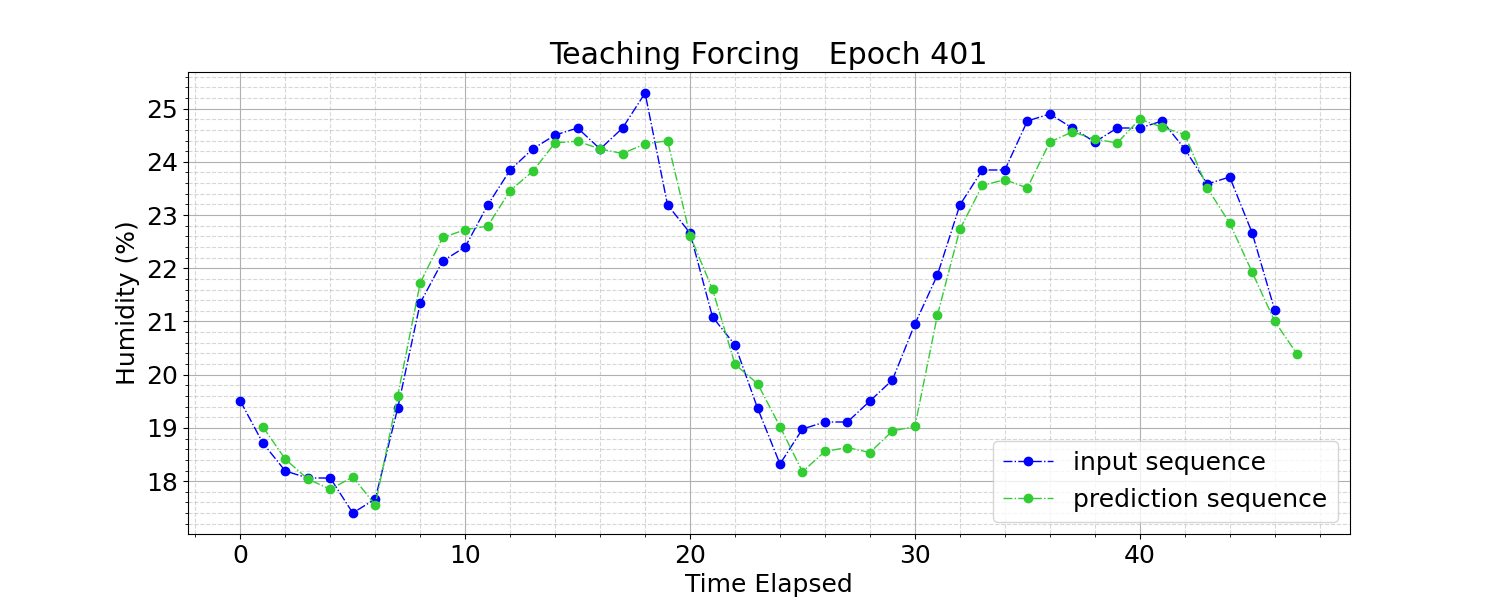 Teaching Forcing   Epoch 401
25
24
23
22
21
20
19
18
Humidity (%)
0 10 20 30 40
Time Elapsed
input sequence
prediction sequence